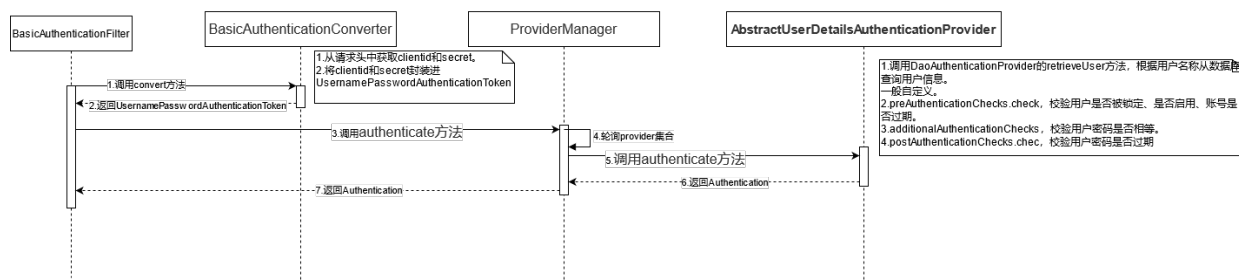 BasicAuthenticationFilter
BasicAuthenticationConverter
ProviderManager
AbstractUserDetailsAuthenticationProvider
1.从请求头中获取clientid和secret。
2.将clientid和secret封装进
UsernamePasswordAuthenticationToken
1.调用DaoAuthenticationProvider的retrieveUser方法，根据用户名称从数据库
查询用户信息。
一般自定义。
2.preAuthenticationChecks.check，校验用户是否被锁定、是否启用、账号是
否过期。
3.additionalAuthenticationChecks，校验用户密码是否相等。
4.postAuthenticationChecks.chec，校验用户密码是否过期
1.调用convert方法
2.返回UsernamePasswordAuthenticationToken
3.调用authenticate方法
4.轮询provider集合
5.调用authenticate方法
6.返回Authentication
7.返回Authentication